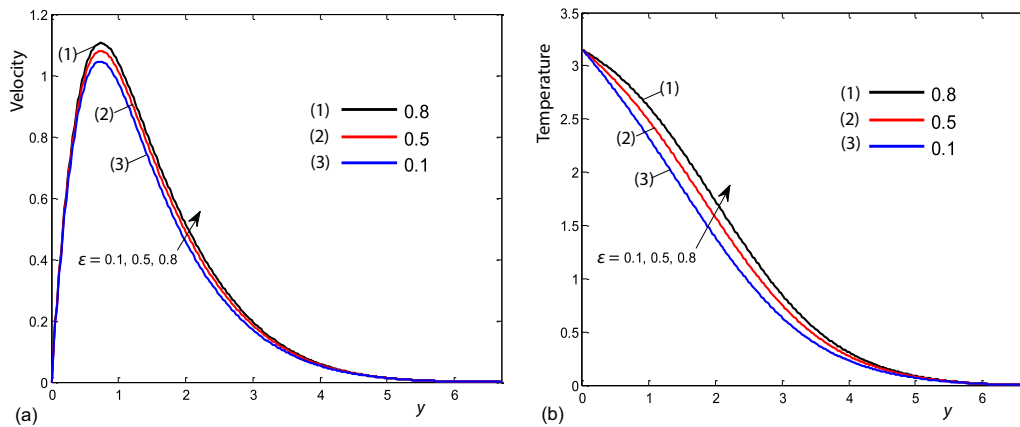 1.2
1
0.8
0.6
0.4
0.2
0
Velocity
(1)
(2)
(3)
(1) 0.8
(2) 0.5
(3) 0.1
ε = 0.1, 0.5, 0.8
0 1 2 3 4 5 6
y
(a)
3.5
3
2.5
2
1.5
1
0.5
0
Temperature
(1)
(2)
(3)
(1) 0.8
(2) 0.5
(3) 0.1
ε = 0.1, 0.5, 0.8
0 1 2 3 4 5 6
y
(b)